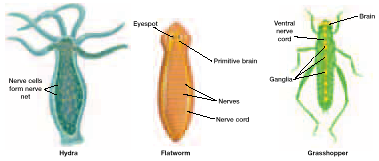 Eyespot
Primitive brain
Nerve cells
form nerve
net
Nerves
Nerve cord
Ventral
nerve
cord
Brain
Ganglia
Hydra
Flatworm
Grasshopper